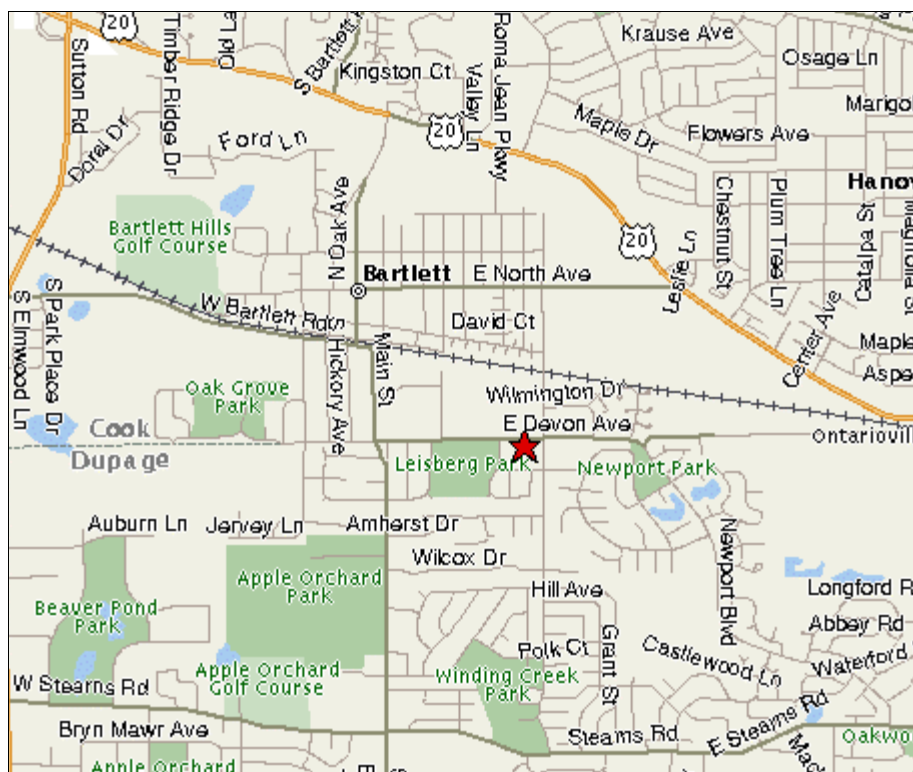 20
Timber Ridge Dr
Old La
S Bartlett
Kingston Ct
Valley Ln
Roma Jean Pkwy
Krause Ave
Osage Ln
Marigo
Sutton Rd
Doral Dr
Ford Ln
20
Maple Dr
Flowers Ave
Hanov
Chestnut St
Plum Tree Ln
Catalpa St
Magnolia S
Bartlett Hills
Golf Course
N Oak Ave
20
Leslie Ln
Bartlett
E North Ave
S Park Place Dr
S Elmwood Ln
W Bartlett Rd
S Hickory Ave
Main St
David Ct
Center Ave
Maple
Aspe
Oak Grove
Park
Wilmington Dr
E Devon Ave
Ontariovill
Cook
Dupage
Leisberg Park
Newport Park
Auburn Ln
Jervey Ln
Amherst Dr
Wilcox Dr
Newport Blvd
Apple Orchard
Park
Hill Ave
Longford R
Beaver Pond
Park
Abbey Rd
Polk Ct
Grant St
Castlewood Ln
Waterford
Apple Orchard
Golf Course
Winding Creek
Park
W Stearns Rd
Bryn Mawr Ave
Stearns Rd
E Stearns Rd
Oakwo
Apple Orchard